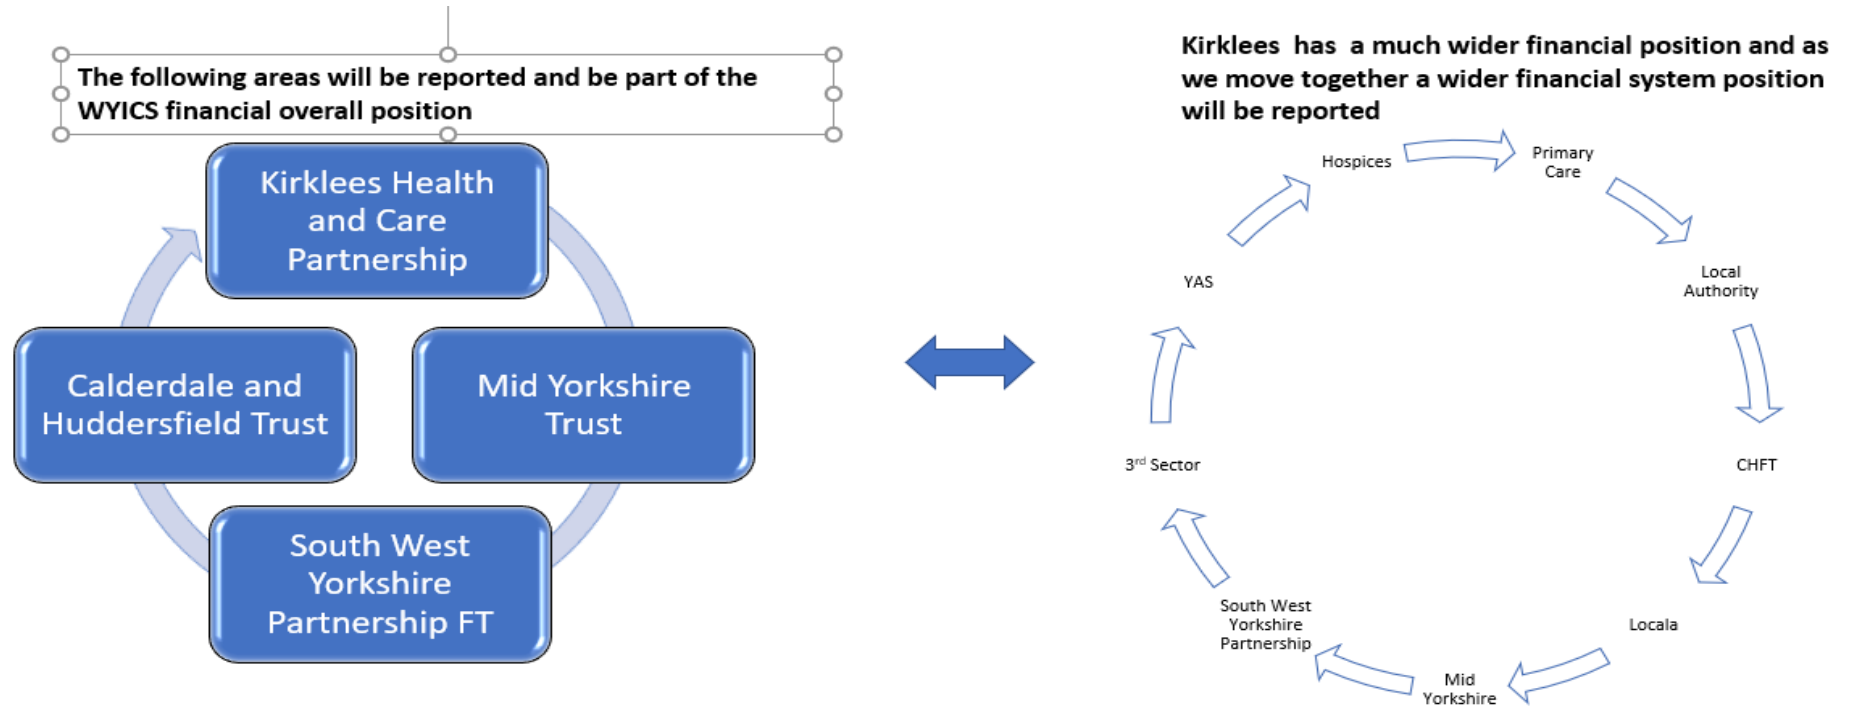 The following areas will be reported and be part of the
WYICS financial overall position
Kirklees Health
and Care
Partnership
Calderdale and
Huddersfield Trust
Mid Yorkshire
Trust
South West
Yorkshire
Partnership FT
Kirklees  has  a much wider financial position and as
we move together a wider financial system position
will be reported
Hospices
Primary
Care
Local
Authority
CHFT
Locala
Mid
Yorkshire
South West
Yorkshire
Partnership
3rd Sector
YAS